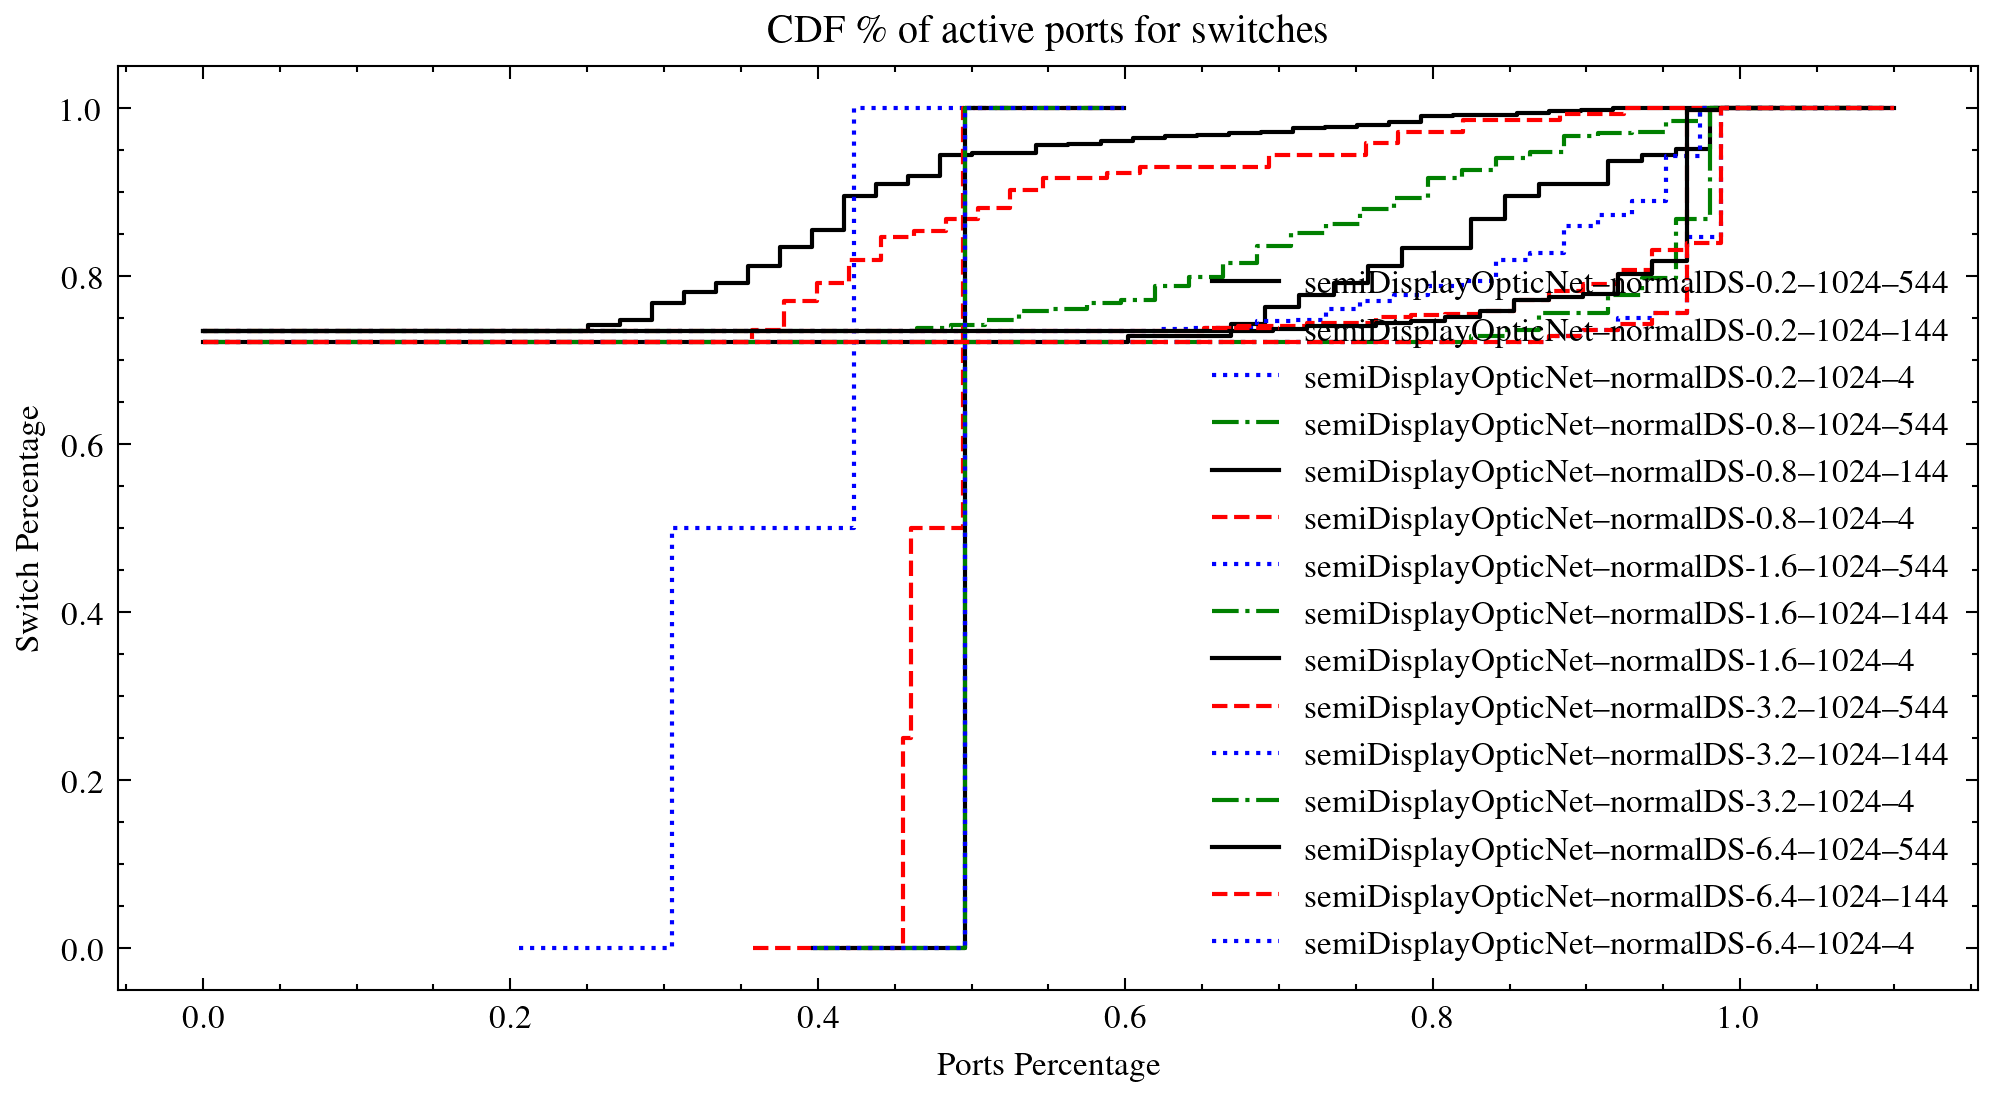 CDF % of active ports for switches
1.0
0.8
0.6
0.4
0.2
0.0
Switch Percentage
semiDisplayOpticNet–normalDS-0.2–1024–544
semiDisplayOpticNet–normalDS-0.2–1024–144
semiDisplayOpticNet–normalDS-0.2–1024–4
semiDisplayOpticNet–normalDS-0.8–1024–544
semiDisplayOpticNet–normalDS-0.8–1024–144
semiDisplayOpticNet–normalDS-0.8–1024–4
semiDisplayOpticNet–normalDS-1.6–1024–544
semiDisplayOpticNet–normalDS-1.6–1024–144
semiDisplayOpticNet–normalDS-1.6–1024–4
semiDisplayOpticNet–normalDS-3.2–1024–544
semiDisplayOpticNet–normalDS-3.2–1024–144
semiDisplayOpticNet–normalDS-3.2–1024–4
semiDisplayOpticNet–normalDS-6.4–1024–544
semiDisplayOpticNet–normalDS-6.4–1024–144
semiDisplayOpticNet–normalDS-6.4–1024–4
0.0 0.2 0.4 0.6 0.8 1.0
Ports Percentage